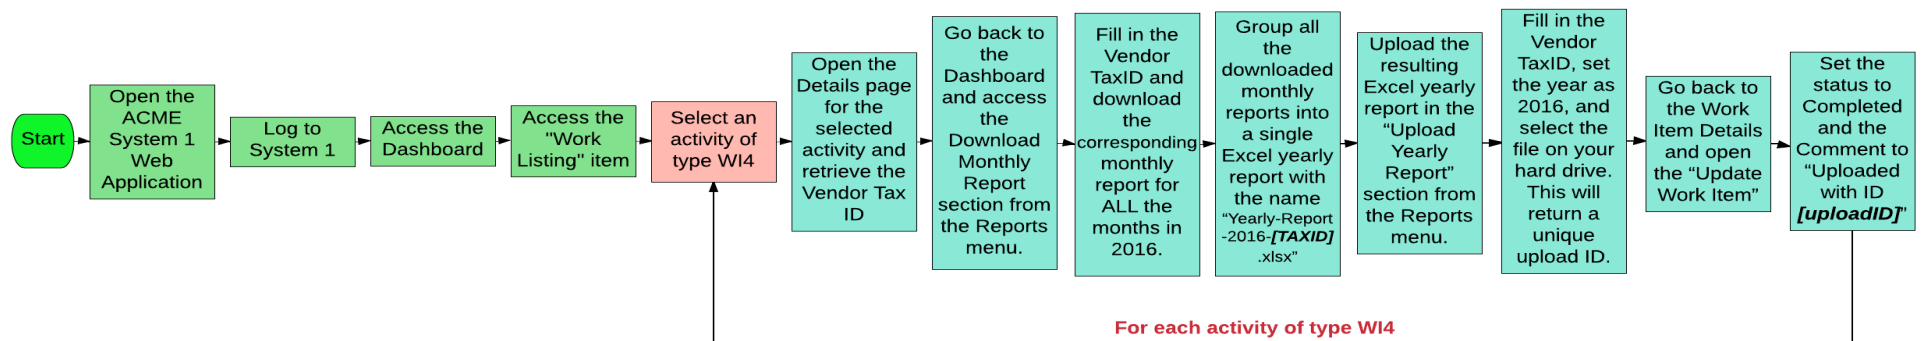 Start
Open the
ACME
System 1
Web
Application
Log to
System 1
Access the
Dashboard
Access the
"Work
Listing" item
Select an
activity of
type WI4
Open the
Details page
for the
selected
activity and
retrieve the
Vendor Tax
ID
Go back to
the
Dashboard
and access
the
Download
Monthly
Report
section from
the Reports
menu.
Fill in the
Vendor
TaxID and
download
the
corresponding
monthly
report for
ALL the
months in
2016.
Group all
the
downloaded
monthly
reports into
a single
Excel yearly
report with
the name
“Yearly-Report
-2016-[TAXID]
.xlsx”
Upload the
resulting
Excel yearly
report in the
“Upload
Yearly
Report”
section from
the Reports
menu.
Fill in the
Vendor
TaxID, set
the year as
2016, and
select the
file on your
hard drive.
This will
return a
unique
upload ID.
Go back to
the Work
Item Details
and open
the “Update
Work Item”
Set the
status to
Completed
and the
Comment to
“Uploaded
with ID
[uploadID]”
For each activity of type WI4